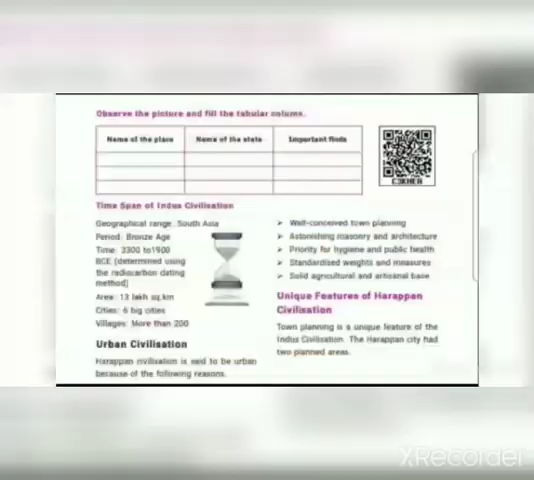 Observe the picture and fill the tabular column.
Name of the place
Name of the state
Important finds
C3KHER
Time Span of Indus Civilisation
Geographical range: South Asia
Period: Bronze Age
Time: 3300 to1900
BCE (determined using
the radiocarbon dating
method)
Area: 13 lakh sq.km
Cities: 6 big cities
Villages: More than 200
Urban Civilisation
Harappan civilisation is said to be urban
because of the following reasons.
➢ Well-conceived town planning
➢ Astonishing masonry and architecture
➢ Priority for hygiene and public health
➢ Standardised weights and measures
➢ Solid agricultural and artisanal base
Unique Features of Harappan
Civilisation
Town planning is a unique feature of the
Indus Civilisation. The Harappan city had
two planned areas.
XRecorder